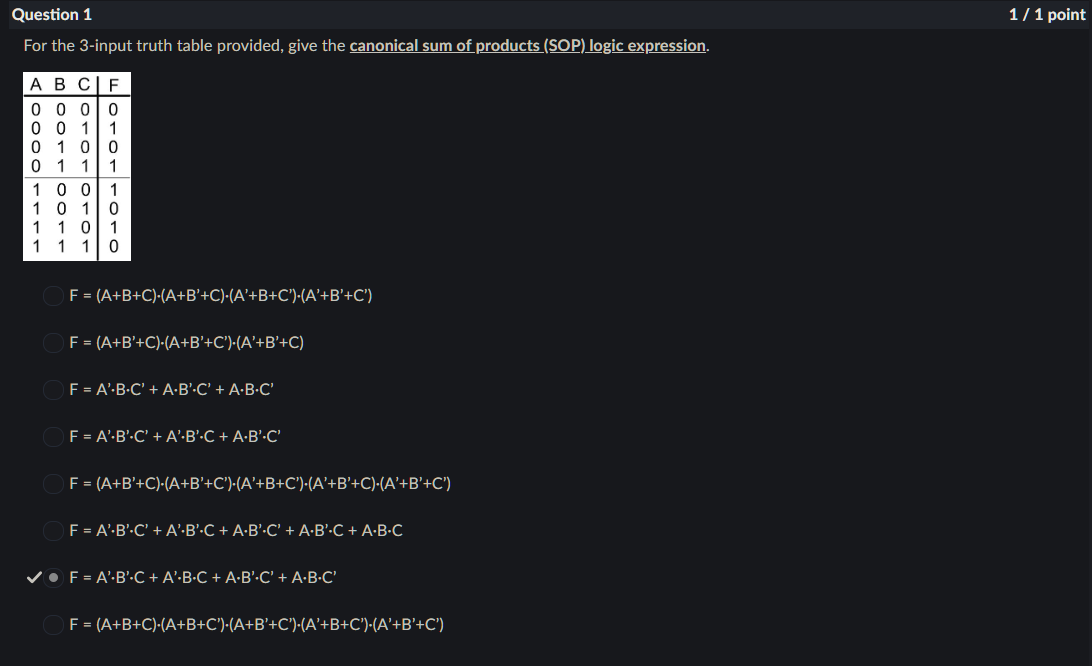 Question 1
1 / 1 point
For the 3-input truth table provided, give the canonical sum of products (SOP) logic expression.
A B C F
0 0 0 0
0 0 1 1
0 1 0 0
0 1 1 1
1 0 0 1
1 0 1 0
1 1 0 1
1 1 1 0
F = (A+B+C)·(A+B'+C)·(A'+B+C')·(A'+B'+C')
F = (A+B'+C)·(A+B'+C')·(A'+B'+C)
F = A'·B·C' + A·B'·C' + A·B·C'
F = A'·B'·C' + A'·B'·C + A·B'·C'
F = (A+B'+C)·(A+B'+C')·(A'+B+C')·(A'+B'+C)·(A'+B'+C')
F = A'·B'·C' + A'·B'·C + A·B'·C' + A·B'·C + A·B·C
F = A'·B'·C + A'·B·C + A·B'·C' + A·B·C'
F = (A+B+C)·(A+B+C')·(A+B'+C')·(A'+B+C')·(A'+B'+C')